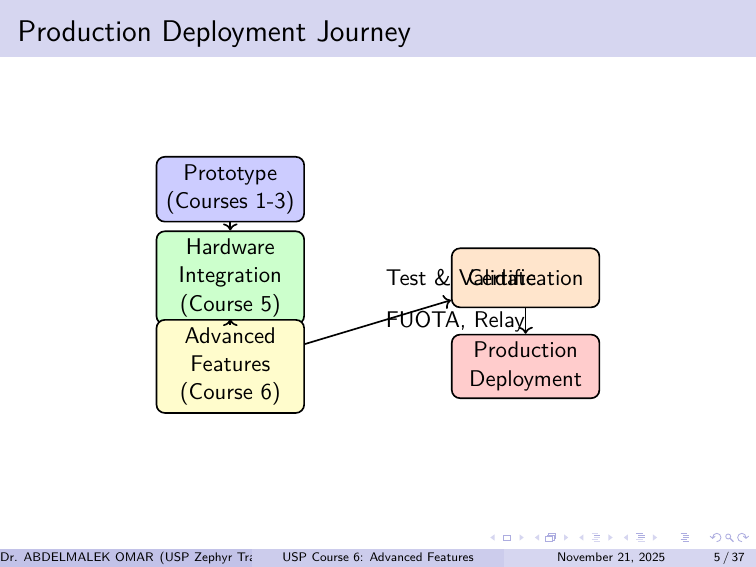 Production Deployment Journey
Prototype
(Courses 1-3)
Hardware
Integration
(Course 5)
Advanced
Features
(Course 6)
Test & Validate
Certification
FUOTA, Relay
Production
Deployment
Dr. ABDELMALEK OMAR (USP Zephyr Tra
USP Course 6: Advanced Features
November 21, 2025
5 / 37